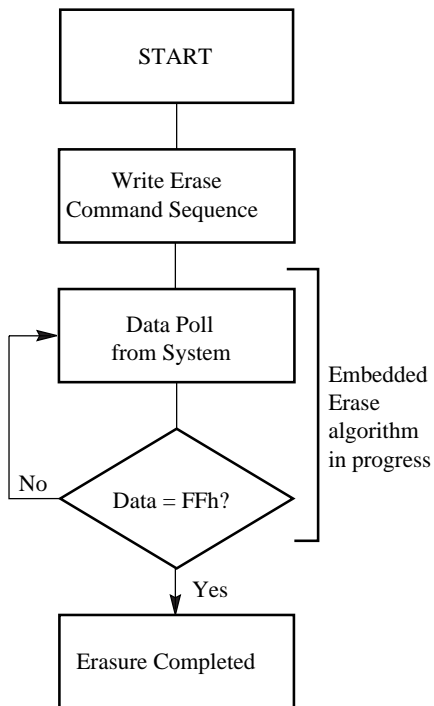 START
Write Erase
Command Sequence
Data Poll
from System
Embedded
Erase
algorithm
in progress
No
Data = FFh?
Yes
Erasure Completed